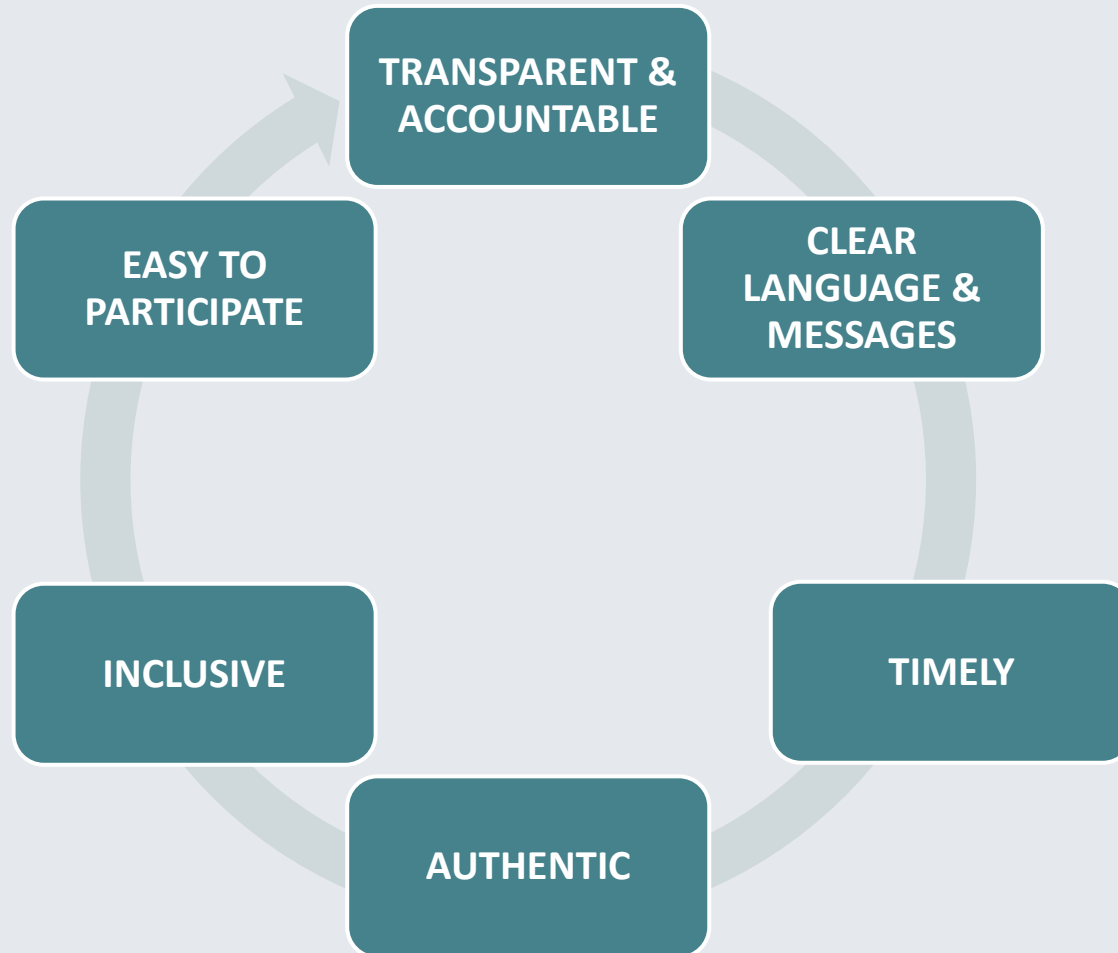 TRANSPARENT &
ACCOUNTABLE
CLEAR
LANGUAGE &
MESSAGES
TIMELY
AUTHENTIC
INCLUSIVE
EASY TO
PARTICIPATE